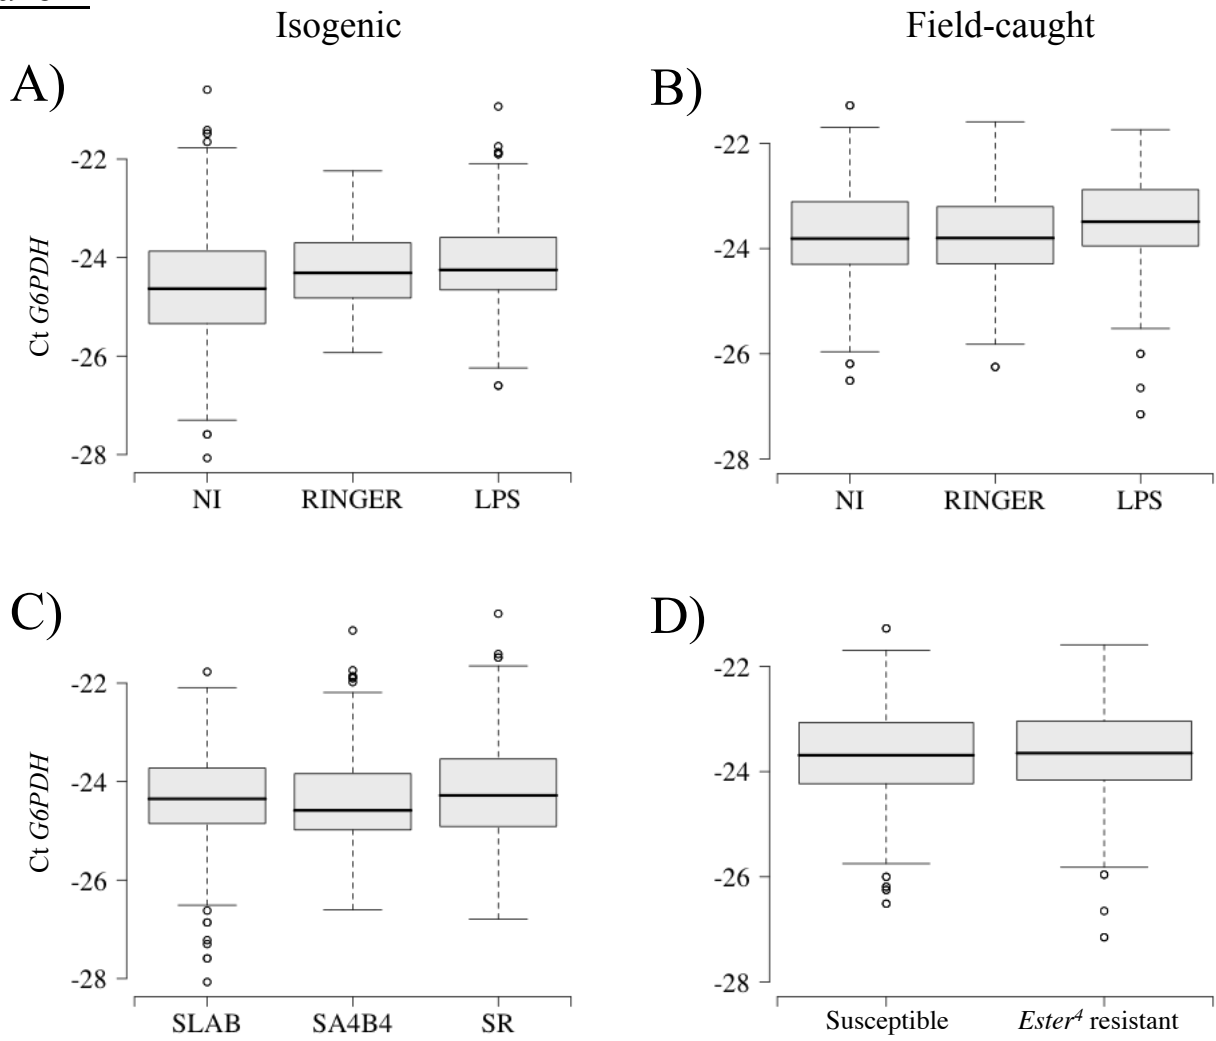 Isogenic Field-caught
A) B)
-22
-24
-26
-28
Ct G6PDH
NI RINGER LPS
-22
-24
-26
-28
NI RINGER LPS
C) D)
-22
-24
-26
-28
Ct G6PDH
SLAB SA4B4 SR
-22
-24
-26
-28
Susceptible Ester⁴ resistant